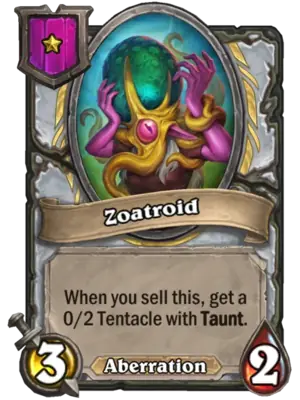 Zoatroid
When you sell this, get a
0/2 Tentacle with Taunt.
3
Aberration
2